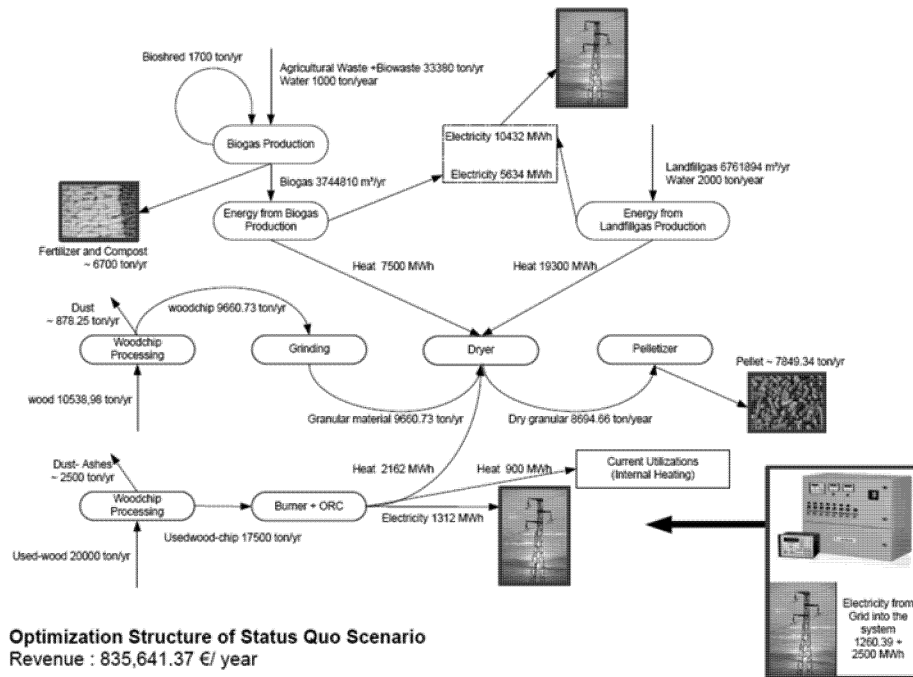 Bioshred 1700 ton/yr
Agricultural Waste +Biowaste 33380 ton/yr
Water 1000 ton/year
Biogas Production
Electricity 10432 MWh
Electricity 5634 MWh
Landfillgas 6761894 m³/yr
Water 2000 ton/year
Biogas 3744810 m³/yr
Energy from Biogas
Production
Energy from
Landfillgas Production
Fertilizer and Compost
~ 6700 ton/yr
Heat 7500 MWh
Heat 19300 MWh
Dust
~ 878.25 ton/yr
woodchip 9660.73 ton/yr
Woodchip
Processing
Grinding
Dryer
Pelletizer
Pellet ~ 7849.34 ton/yr
wood 10538,98 ton/yr
Granular material 9660.73 ton/yr
Dry granular 8694.66 ton/year
Dust- Ashes
~ 2500 ton/yr
Heat 2162 MWh
Heat 900 MWh
Current Utilizations
(Internal Heating)
Woodchip
Processing
Burner + ORC
Electricity 1312 MWh
Usedwood-chip 17500 ton/yr
Used-wood 20000 ton/yr
Electricity from
Grid into the
system
1260.39 +
2500 MWh
Optimization Structure of Status Quo Scenario
Revenue : 835,641.37 €/ year